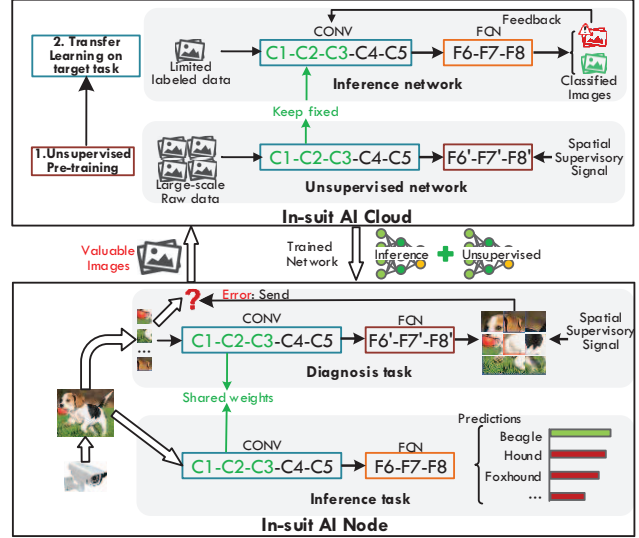 2. Transfer
Learning on
target task
1.Unsupervised
Pre-training
Limited
labeled data
CONV
C1-C2-C3-C4-C5
FCN
F6-F7-F8
Feedback
Classified
Images
Inference network
Keep fixed
Large-scale
Raw data
C1-C2-C3-C4-C5
F6'-F7'-F8'
Spatial
Supervisory
Signal
Unsupervised network
In-suit AI Cloud
Valuable
Images
Trained
Network
Inference
Unsupervised
?
Error: Send
CONV
C1-C2-C3-C4-C5
FCN
F6'-F7'-F8'
Spatial
Supervisory
Signal
...
Diagnosis task
Shared weights
CONV
C1-C2-C3-C4-C5
FCN
F6-F7-F8
Predictions
Beagle
Hound
Foxhound
...
Inference task
In-suit AI Node